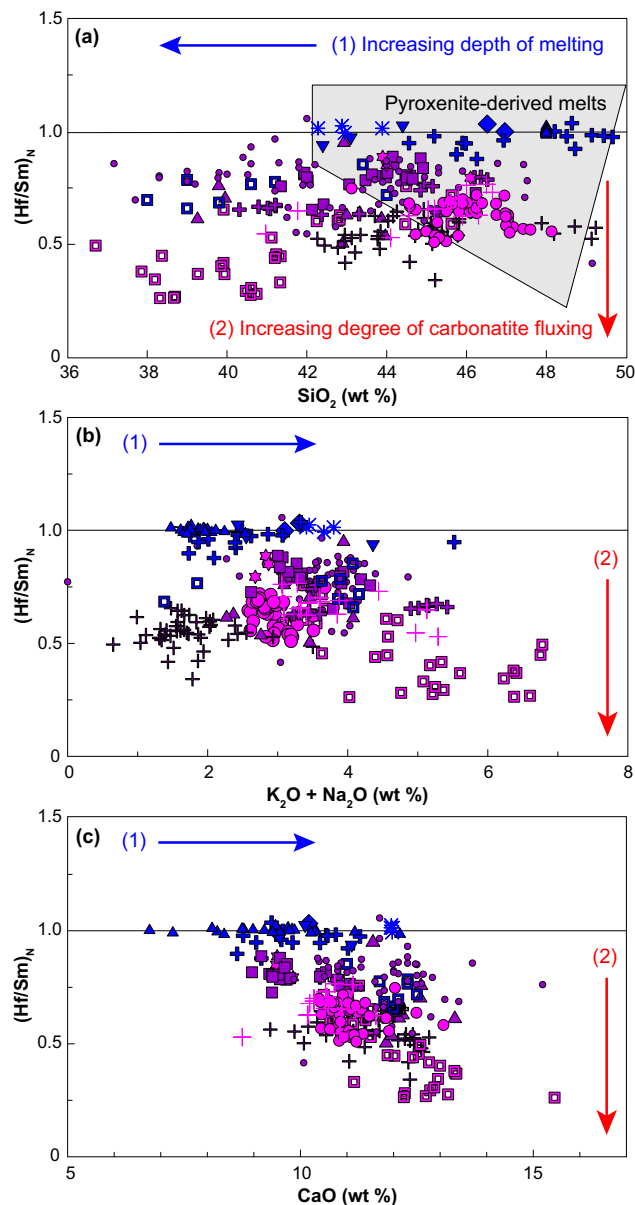 (a)
(1) Increasing depth of melting
Pyroxenite-derived melts
(2) Increasing degree of carbonatite fluxing
1.5
1.0
0.5
0
(Hf/Sm)N
36 38 40 42 44 46 48 50
SiO2 (wt %)
(b)
(1)
(2)
1.5
1.0
0.5
0
(Hf/Sm)N
0 2 4 6 8
K2O + Na2O (wt %)
(c)
(1)
(2)
1.5
1.0
0.5
0
(Hf/Sm)N
5 10 15
CaO (wt %)